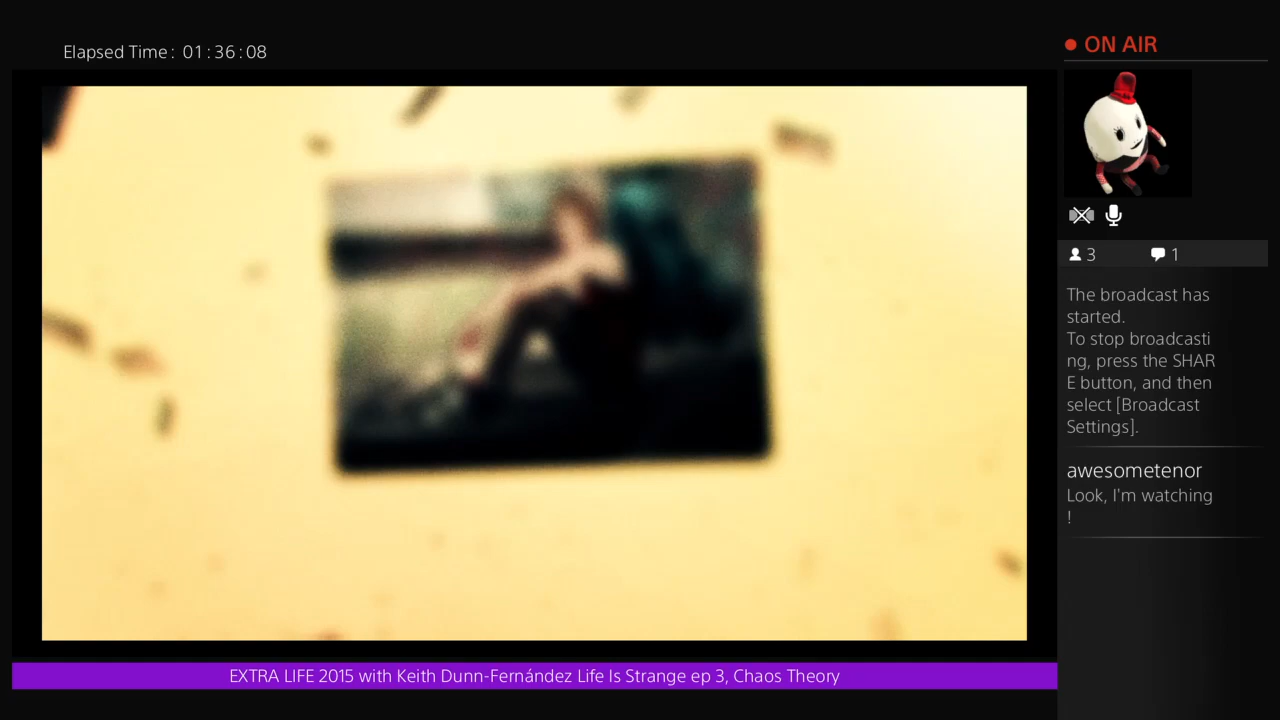 Elapsed Time: 01:36:08
ON AIR
3
1
The broadcast has
started.
To stop broadcasti
ng, press the SHAR
E button, and then
select [Broadcast
Settings].
awesometenor
Look, I'm watching
!
EXTRA LIFE 2015 with Keith Dunn-Fernández Life Is Strange ep 3, Chaos Theory